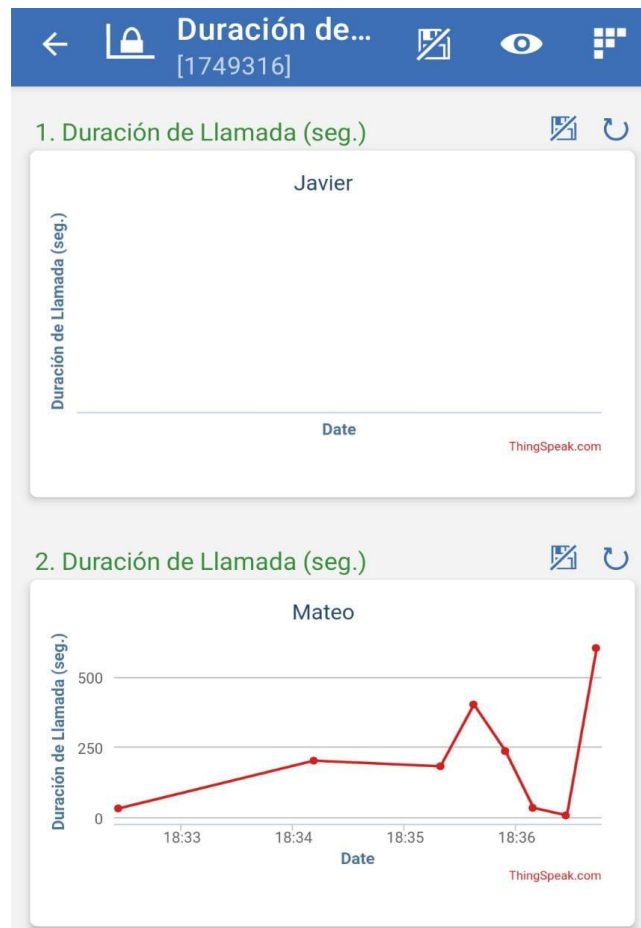 Duración de...
[1749316]
1. Duración de Llamada (seg.)
Javier
Duración de Llamada (seg.)
Date
ThingSpeak.com
2. Duración de Llamada (seg.)
Mateo
Duración de Llamada (seg.)
500
250
0
18:33 18:34 18:35 18:36
Date
ThingSpeak.com